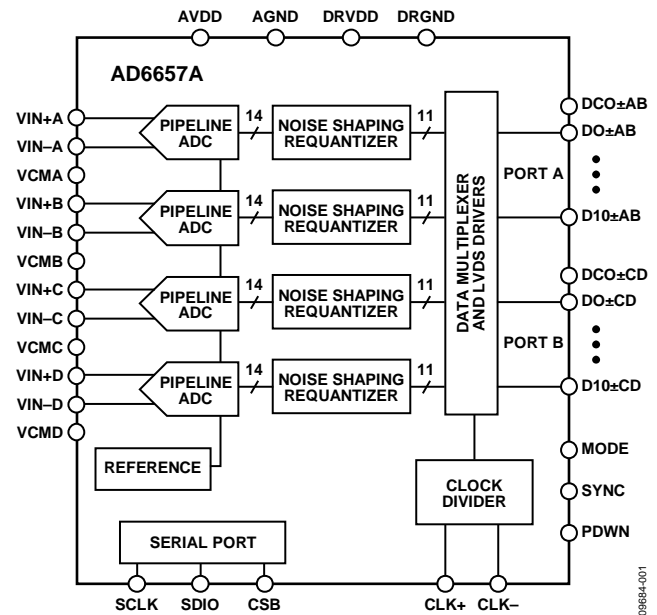 AVDD AGND DRVDD DRGND
AD6657A
VIN+A
VIN–A
VCMA
VIN+B
VIN–B
VCMB
VIN+C
VIN–C
VCMC
VIN+D
VIN–D
VCMD
PIPELINE
ADC
14
NOISE SHAPING
REQUANTIZER
11
PIPELINE
ADC
14
NOISE SHAPING
REQUANTIZER
11
PIPELINE
ADC
14
NOISE SHAPING
REQUANTIZER
11
PIPELINE
ADC
14
NOISE SHAPING
REQUANTIZER
11
DATA MULTIPLEXER
AND LVDS DRIVERS
PORT A
PORT B
DCO±AB
DO±AB
D10±AB
DCO±CD
DO±CD
D10±CD
MODE
SYNC
PDWN
REFERENCE
CLOCK
DIVIDER
SERIAL PORT
SCLK SDIO CSB CLK+ CLK–
09684-001